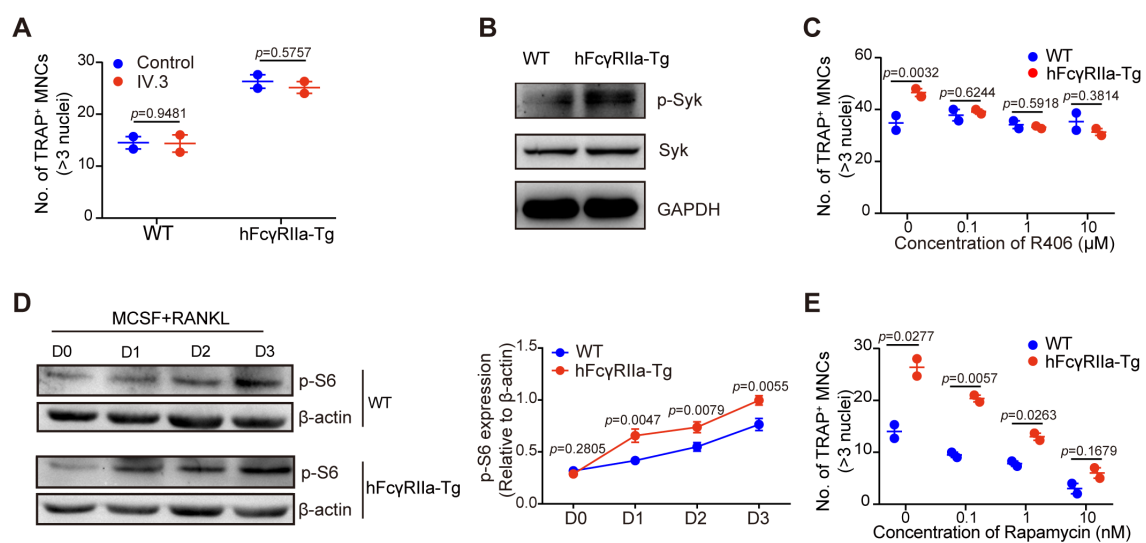 A
No. of TRAP⁺ MNCs
(>3 nuclei)
30
20
10
0
Control
IV.3
p=0.9481
p=0.5757
WT
hFcγRIIa-Tg
B
WT
hFcγRIIa-Tg
p-Syk
Syk
GAPDH
C
No. of TRAP⁺ MNCs
(>3 nuclei)
60
40
20
0
WT
hFcγRIIa-Tg
p=0.0032
p=0.6244
p=0.5918
p=0.3814
0
0.1
1
10
Concentration of R406 (μM)
D
MCSF+RANKL
D0
D1
D2
D3
p-S6
β-actin
WT
p-S6
β-actin
hFcγRIIa-Tg
p-S6 expression
(Relative to β-actin)
1.5
1.0
0.5
0.0
WT
hFcγRIIa-Tg
p=0.2805
p=0.0047
p=0.0079
p=0.0055
D0
D1
D2
D3
E
No. of TRAP⁺ MNCs
(>3 nuclei)
30
20
10
0
WT
hFcγRIIa-Tg
p=0.0277
p=0.0057
p=0.0263
p=0.1679
0
0.1
1
10
Concentration of Rapamycin (nM)